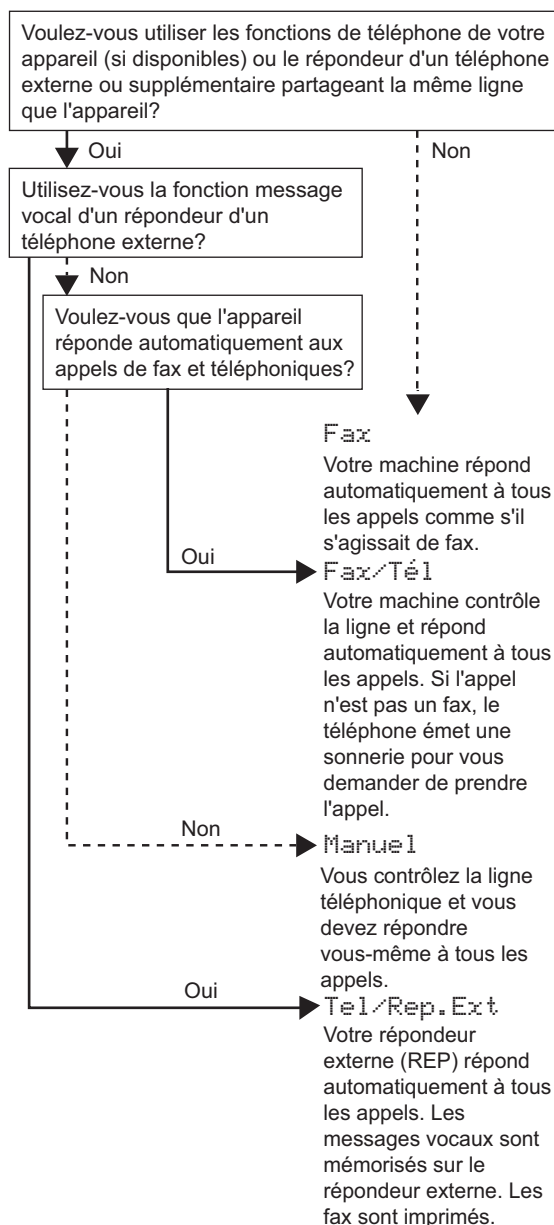 Voulez-vous utiliser les fonctions de téléphone de votre
appareil (si disponibles) ou le répondeur d'un téléphone
externe ou supplémentaire partageant la même ligne
que l'appareil?
Oui
Non
Utilisez-vous la fonction message
vocal d'un répondeur d'un
téléphone externe?
Non
Voulez-vous que l'appareil
réponde automatiquement aux
appels de fax et téléphoniques?
Fax
Votre machine répond
automatiquement à tous
les appels comme s'il
s'agissait de fax.
Oui
Fax/Tél
Votre machine contrôle
la ligne et répond
automatiquement à tous
les appels. Si l'appel
n'est pas un fax, le
téléphone émet une
sonnerie pour vous
demander de prendre
l'appel.
Non
Manuel
Vous contrôlez la ligne
téléphonique et vous
devez répondre
vous-même à tous les
appels.
Oui
Tel/Rep.Ext
Votre répondeur
externe (REP) répond
automatiquement à tous
les appels. Les
messages vocaux sont
mémorisés sur le
répondeur externe. Les
fax sont imprimés.